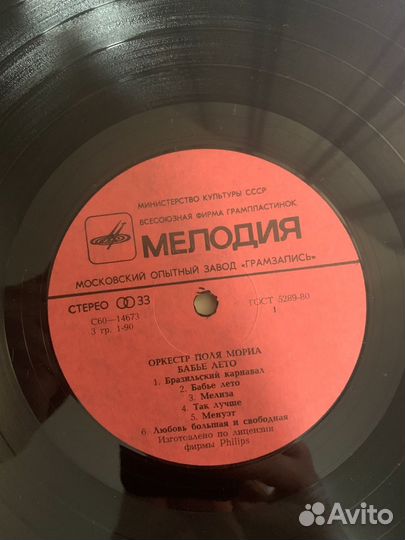 МИНИСТЕРСТВО КУЛЬТУРЫ СССР
ВСЕСОЮЗНАЯ ФИРМА ГРАМПЛАСТИНОК
МЕЛОДИЯ
МОСКОВСКИЙ ОПЫТНЫЙ ЗАВОД «ГРАМЗАПИСЬ»
СТЕРЕО 33
ГОСТ 5289-80
С60—14673
1
3 гр. 1-90
ОРКЕСТР ПОЛЯ МОРИА
БАБЬЕ ЛЕТО
1. Бразильский карнавал
2. Бабье лето
3. Мелиза
4. Так лучше
5. Менуэт
6. Любовь большая и свободная
Изготовлено по лицензии
фирмы Philips
Avito